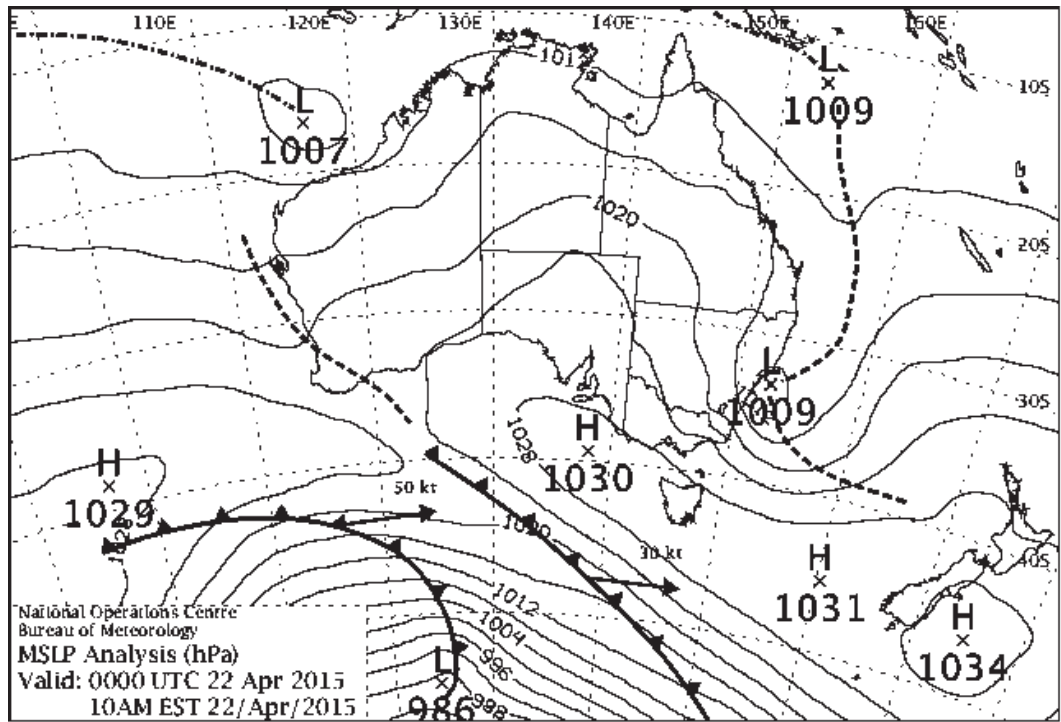 110E 120E 130E 140E 150E 160E
1012
L
1009
10S
L
1007
1020
20S
L
1009
30S
H
1029
1028
H
1030
50 kt
1020
30 kt
H
1031
40S
H
1034
1012
1004
996
988
L
986
National Operations Centre
Bureau of Meteorology
MSLP Analysis (hPa)
Valid: 0000 UTC 22 Apr 2015
10AM EST 22/Apr/2015